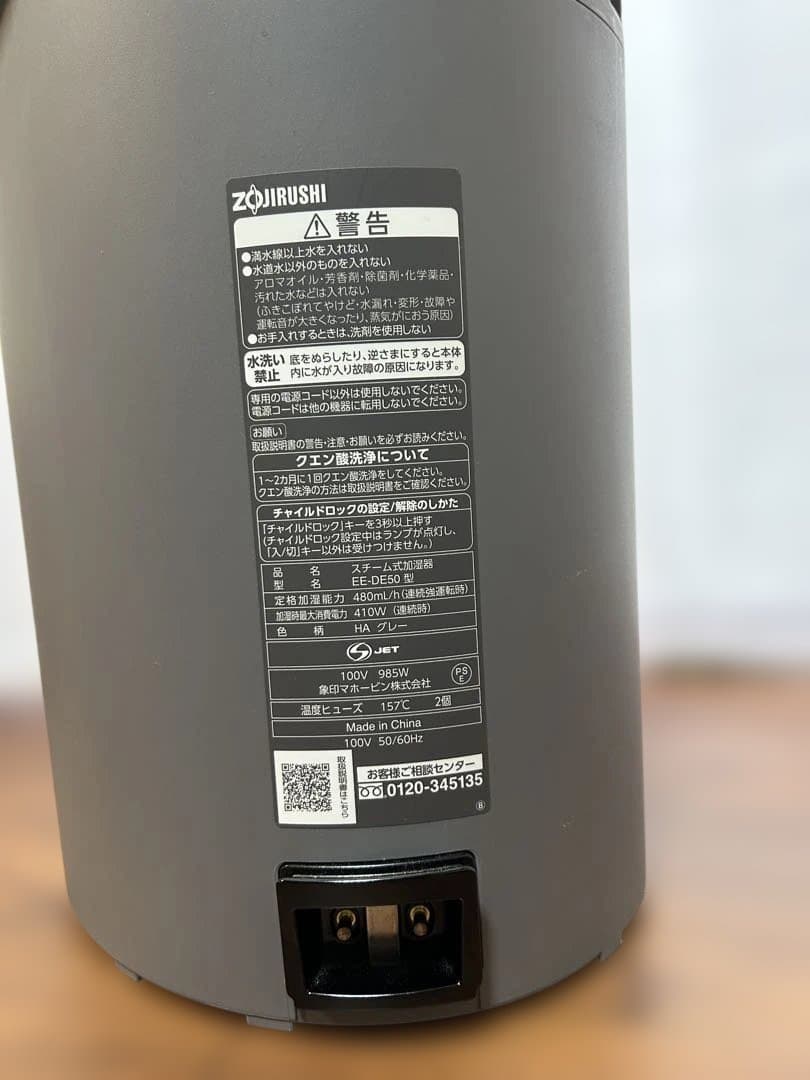 ZOJIRUSHI
警告
●満水線以上水を入れない
●水道水以外のものを入れない
アロマオイル・芳香剤・除菌剤・化学薬品・
汚れた水などは入れない
(ふきこぼれてやけど・水漏れ・変形・故障や
運転音が大きくなったり、蒸気がにおう原因)
●お手入れするときは、洗剤を使用しない
水洗い禁止
底をぬらしたり、逆さまにすると本体
内に水が入り故障の原因になります。
専用の電源コード以外は使用しないでください。
電源コードは他の機器に転用しないでください。
お願い
取扱説明書の警告・注意・お願いを必ずお読みください。
クエン酸洗浄について
1〜2カ月に1回クエン酸洗浄をしてください。
クエン酸洗浄の方法は取扱説明書をご確認ください。
チャイルドロックの設定/解除のしかた
「チャイルドロック」キーを3秒以上押す
(チャイルドロック設定中はランプが点灯し、
「入/切」キー以外は受けつけません。)
品名 スチーム式加湿器
型名 EE-DE50 型
定格加湿能力 480mL/h (連続強運転時)
加湿時最大消費電力 410W (連続時)
色柄 HA グレー
S JET
100V 985W
象印マホービン株式会社
PS E
温度ヒューズ 157℃ 2個
Made in China
100V 50/60Hz
取扱説明書はこちら
お客様ご相談センター
0120-345135
B